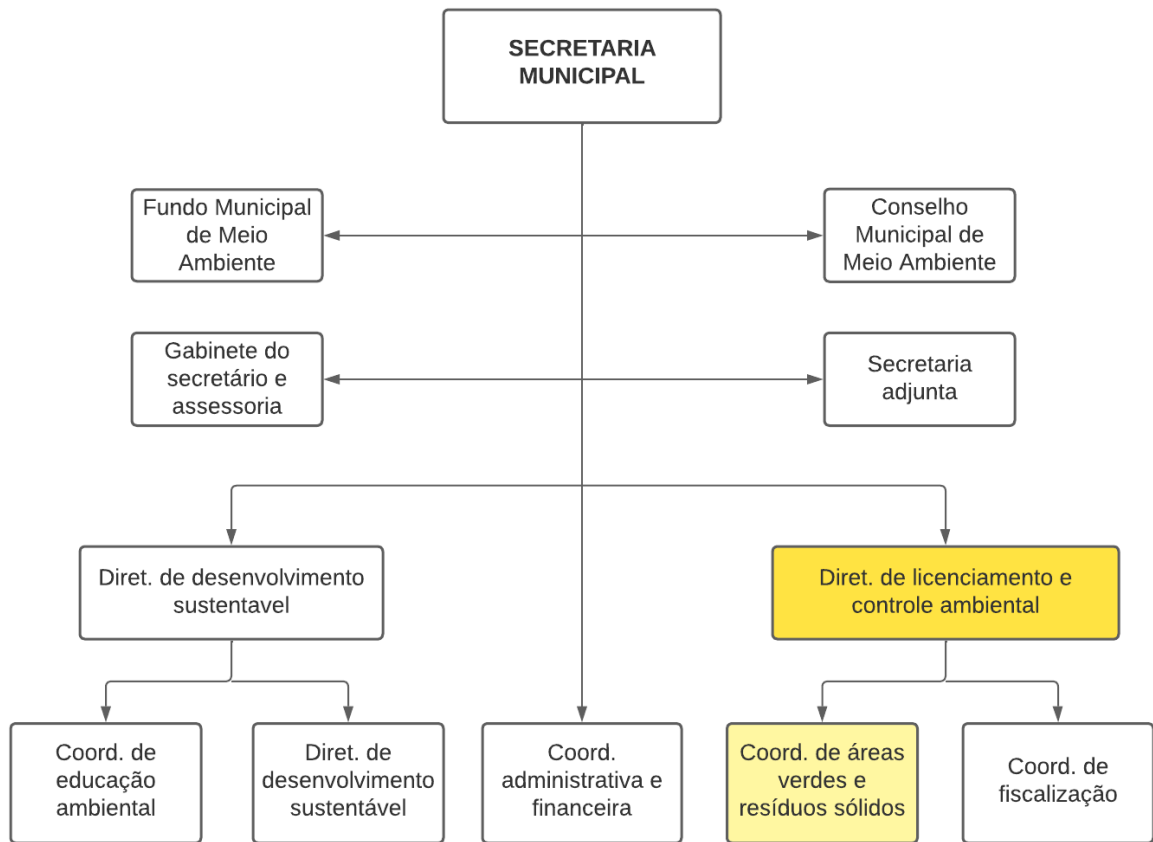 SECRETARIA
MUNICIPAL
Fundo Municipal
de Meio
Ambiente
Conselho
Municipal de
Meio Ambiente
Gabinete do
secretário e
assessoria
Secretaria
adjunta
Diret. de desenvolvimento
sustentavel
Diret. de licenciamento e
controle ambiental
Coord. de
educação
ambiental
Diret. de
desenvolvimento
sustentável
Coord.
administrativa e
financeira
Coord. de áreas
verdes e
resíduos sólidos
Coord. de
fiscalização